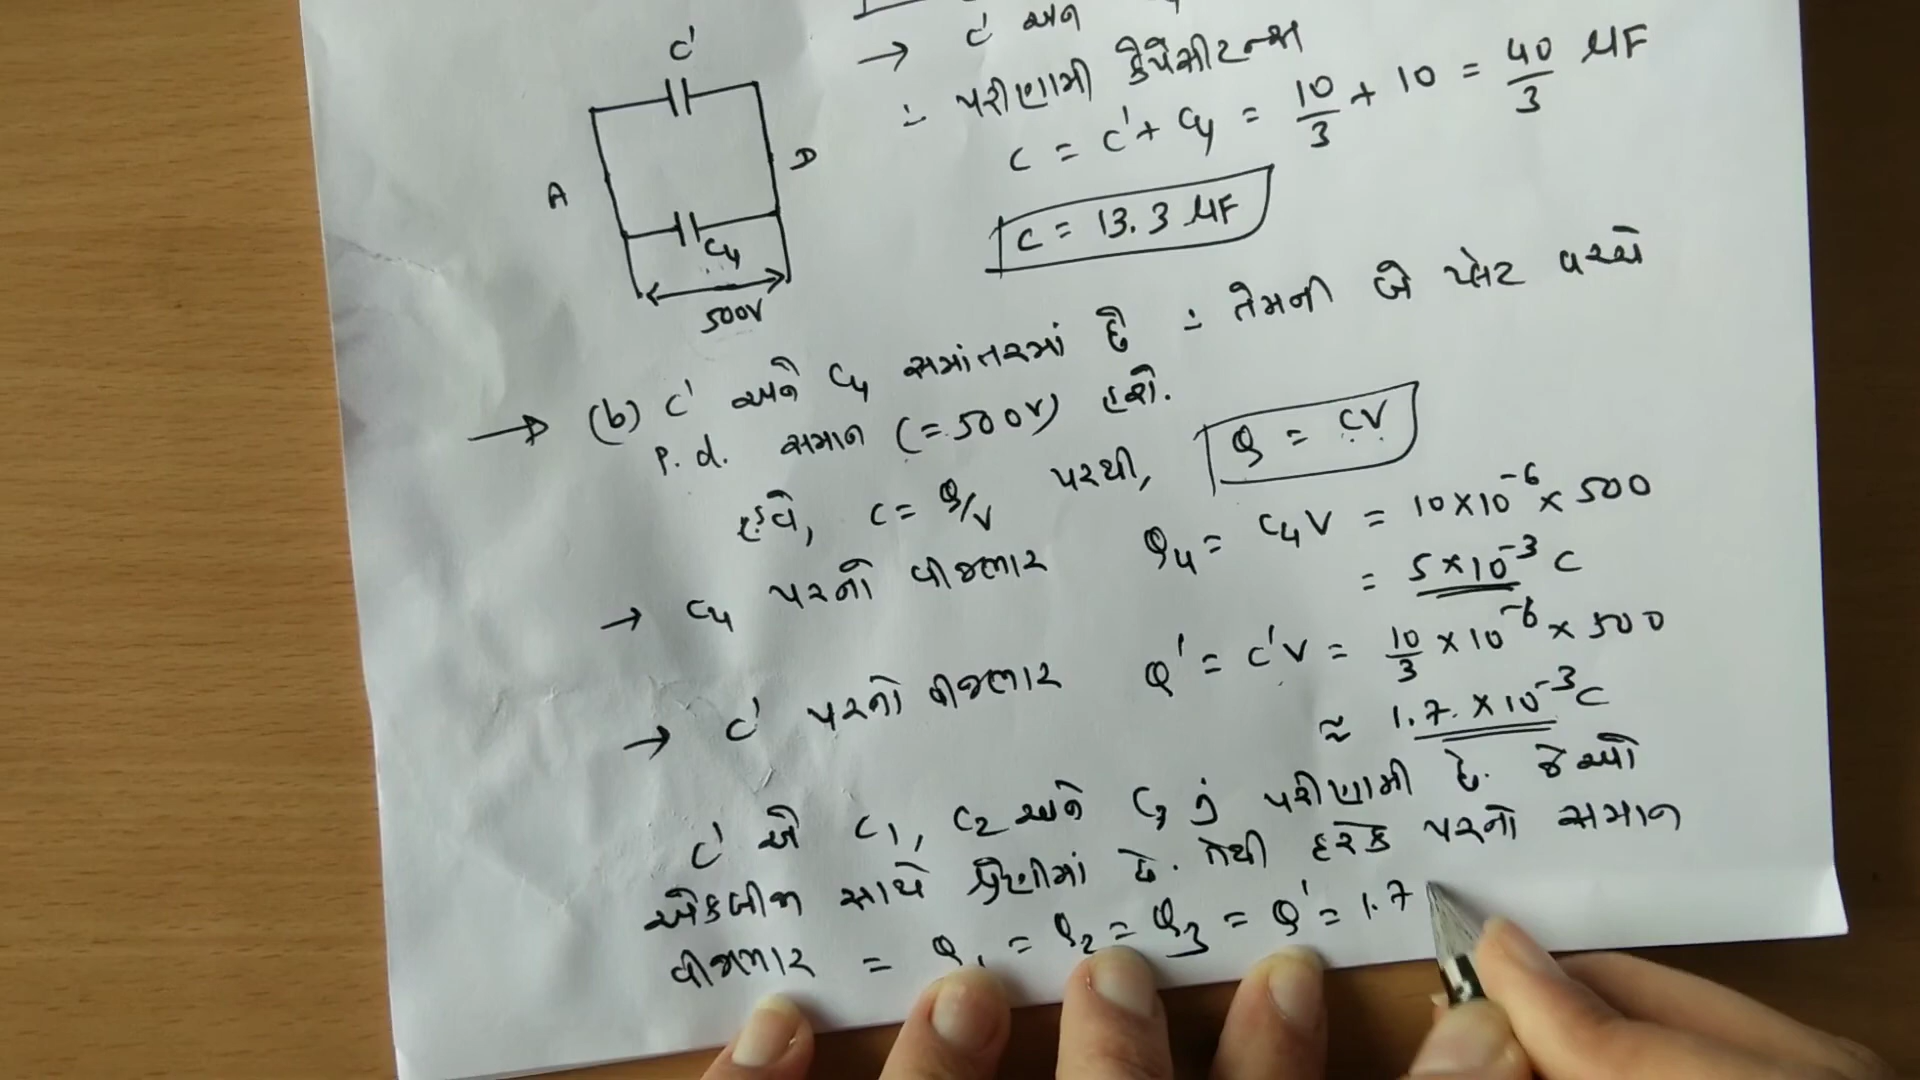 C'
A
D
C4
500V
→ C' અને
∴ પરીણામી કેપેસીટન્સ
C = C' + C4 = 10/3 + 10 = 40/3 μF
C = 13.3 μF
→ (b) C' અને C4 સમાંતરમાં છે ∴ તેમની બે પ્લેટ વચ્ચે
P.d. સમાન (= 500V) હશે.
હવે, C = Q/V પરથી, Q = CV
→ C4 પરનો વીજભાર Q4 = C4V = 10×10⁻⁶ × 500
= 5×10⁻³ C
→ C' પરનો વીજભાર Q' = C'V = 10/3 × 10⁻⁶ × 500
≈ 1.7 × 10⁻³ C
C' એ C1, C2 અને C3 નું પરીણામી છે. જેઓ
એકબીજા સાથે શ્રેણીમાં છે. તેથી દરેક પરનો સમાન
વીજભાર = Q1 = Q2 = Q3 = Q' = 1.7